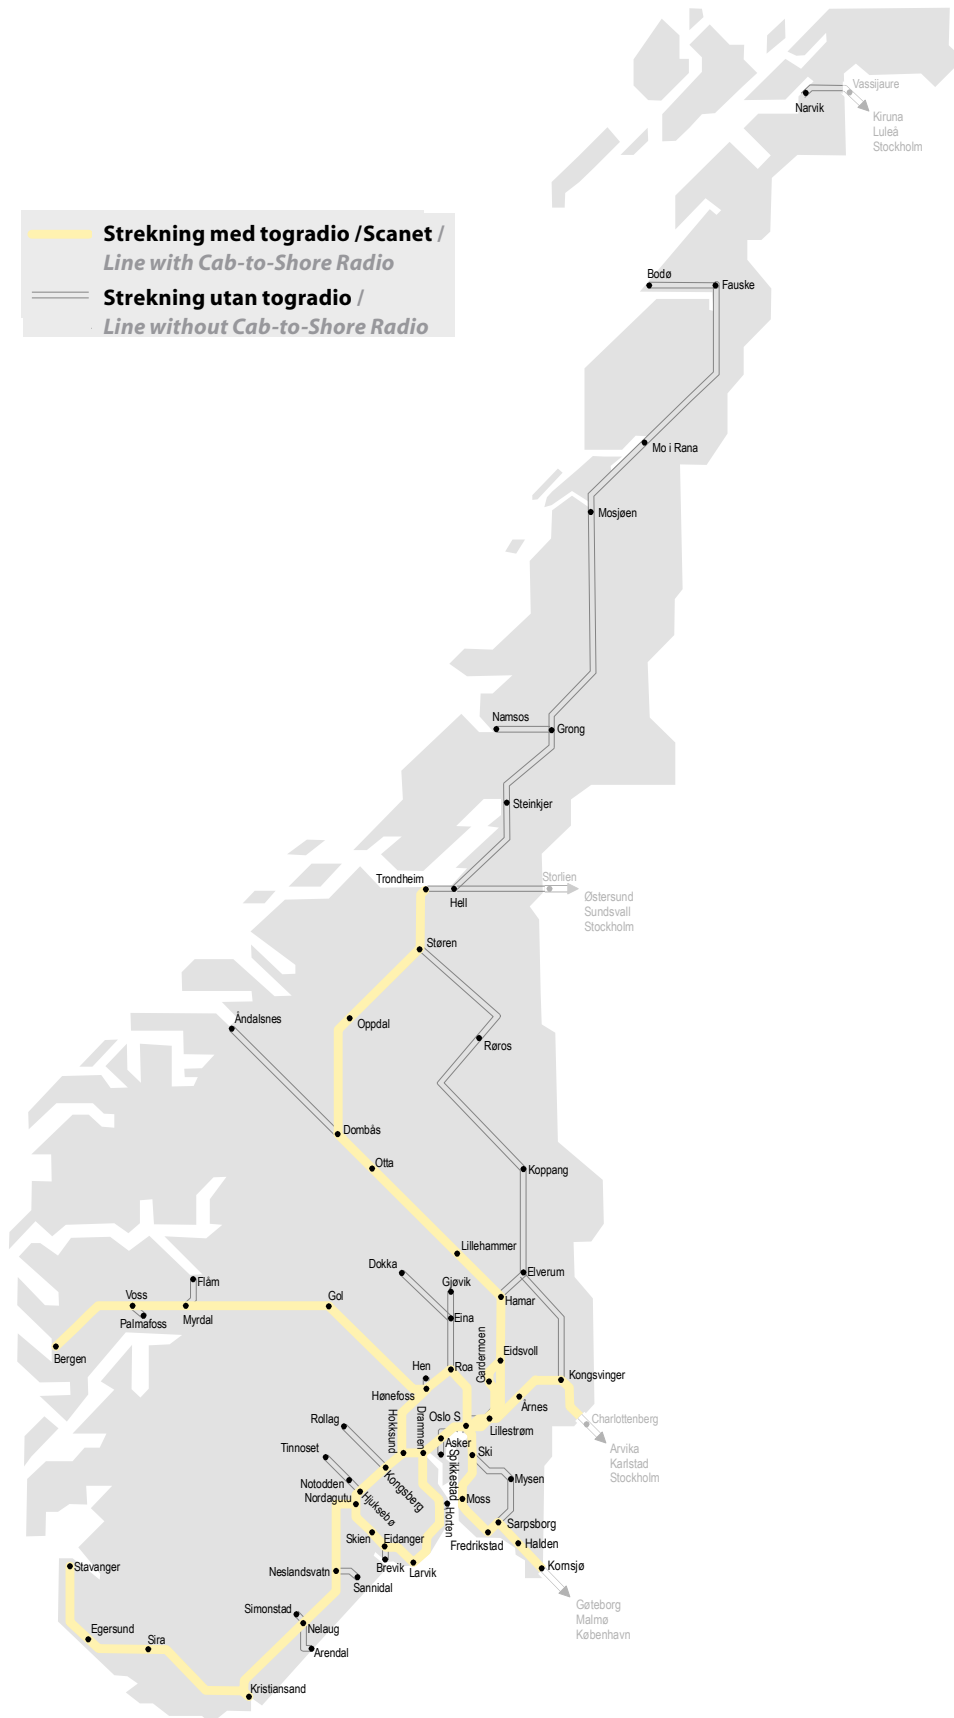 Vassijaure
Narvik
Kiruna
Luleå
Stockholm
Strekning med togradio /Scanet /
Line with Cab-to-Shore Radio
Strekning utan togradio /
Line without Cab-to-Shore Radio
Bodø
Fauske
Mo i Rana
Mosjøen
Namsos
Grong
Steinkjer
Trondheim
Hell
Storlien
Østersund
Sundsvall
Stockholm
Støren
Åndalsnes
Oppdal
Røros
Dombås
Otta
Koppang
Lillehammer
Dokka
Gjøvik
Elverum
Flåm
Voss
Gol
Hamar
Palmafoss
Myrdal
Eina
Gardermoen
Eidsvoll
Bergen
Hen
Roa
Kongsvinger
Hønefoss
Årnes
Rollag
Hokksund
Drammen
Oslo S
Lillestrøm
Charlottenberg
Asker
Ski
Arvika
Karlstad
Stockholm
Tinnoset
Spikkestad
Mysen
Notodden
Kongsberg
Nordagutu
Hjuksebø
Horten
Moss
Sarpsborg
Skien
Eidanger
Fredrikstad
Halden
Stavanger
Brevik
Larvik
Kornsjø
Neslandsvatn
Sannidal
Gøteborg
Malmø
København
Simonstad
Nelaug
Egersund
Sira
Arendal
Kristiansand